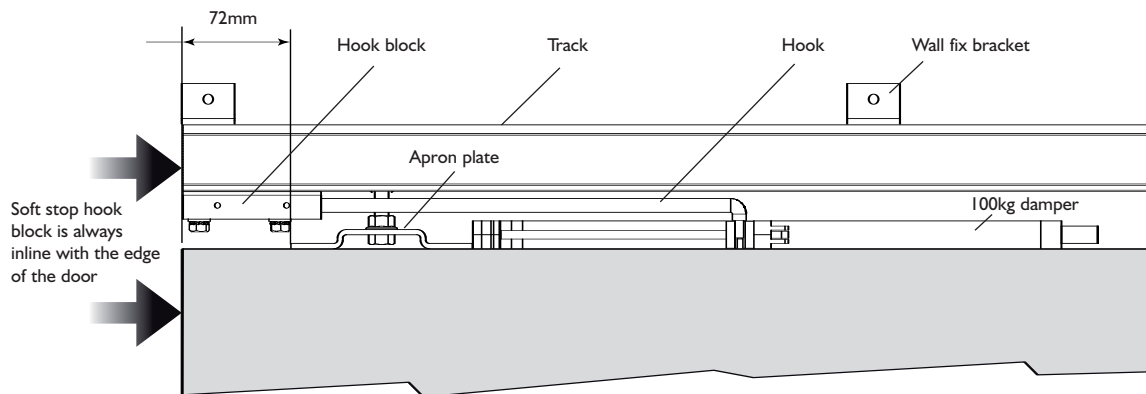 72mm
Hook block
Track
Hook
Wall fix bracket
Apron plate
100kg damper
Soft stop hook
block is always
inline with the edge
of the door